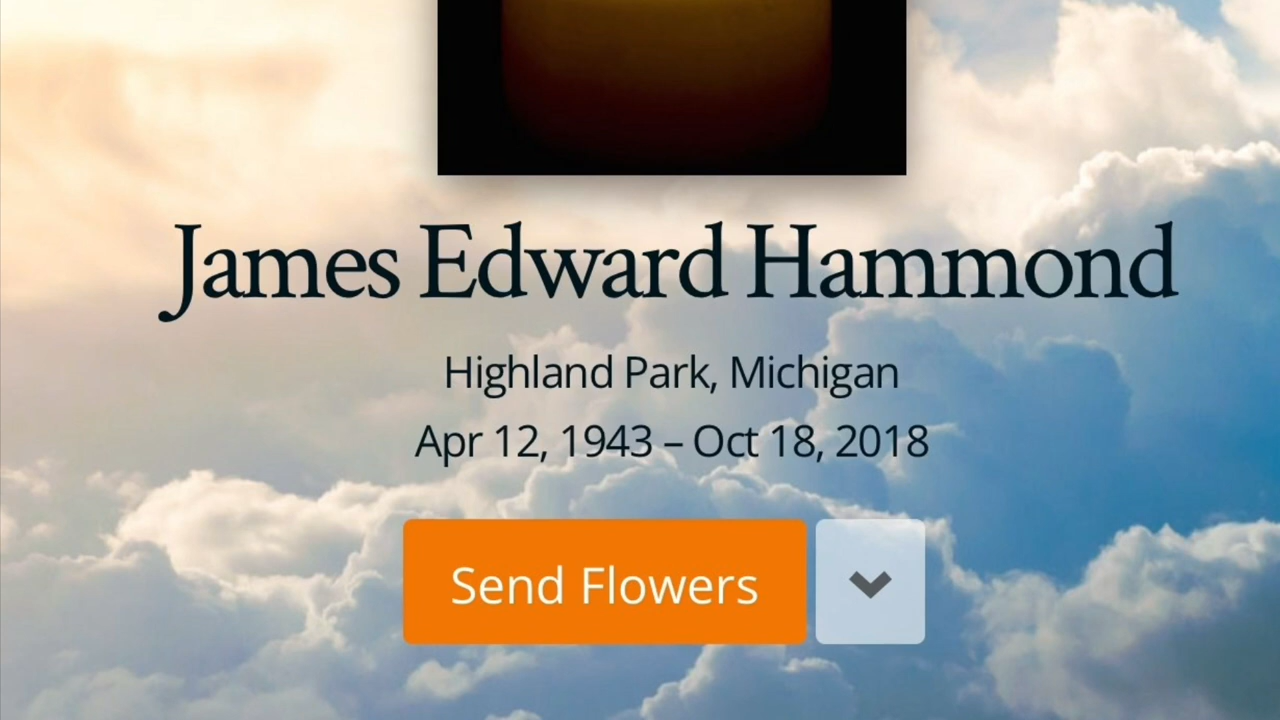 James Edward Hammond
Highland Park, Michigan
Apr 12, 1943 – Oct 18, 2018
Send Flowers